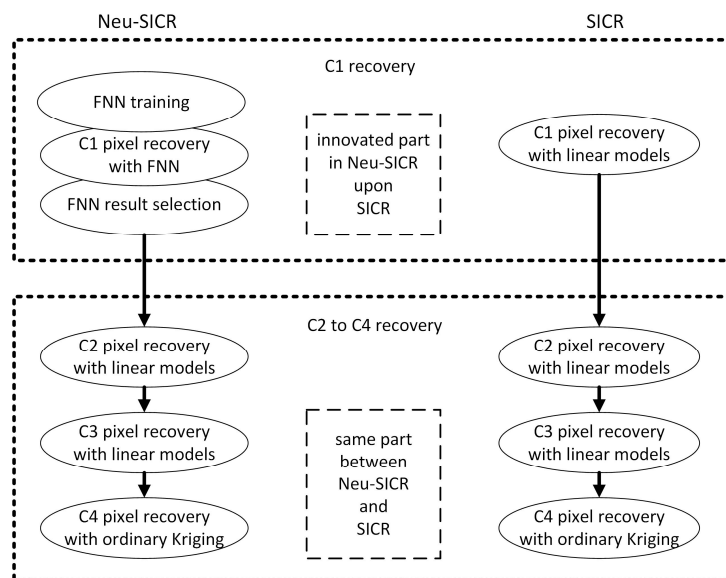 Neu-SICR
SICR
C1 recovery
FNN training
C1 pixel recovery
with FNN
FNN result selection
innovated part
in Neu-SICR
upon
SICR
C1 pixel recovery
with linear models
C2 to C4 recovery
C2 pixel recovery
with linear models
C3 pixel recovery
with linear models
C4 pixel recovery
with ordinary Kriging
same part
between
Neu-SICR
and
SICR
C2 pixel recovery
with linear models
C3 pixel recovery
with linear models
C4 pixel recovery
with ordinary Kriging